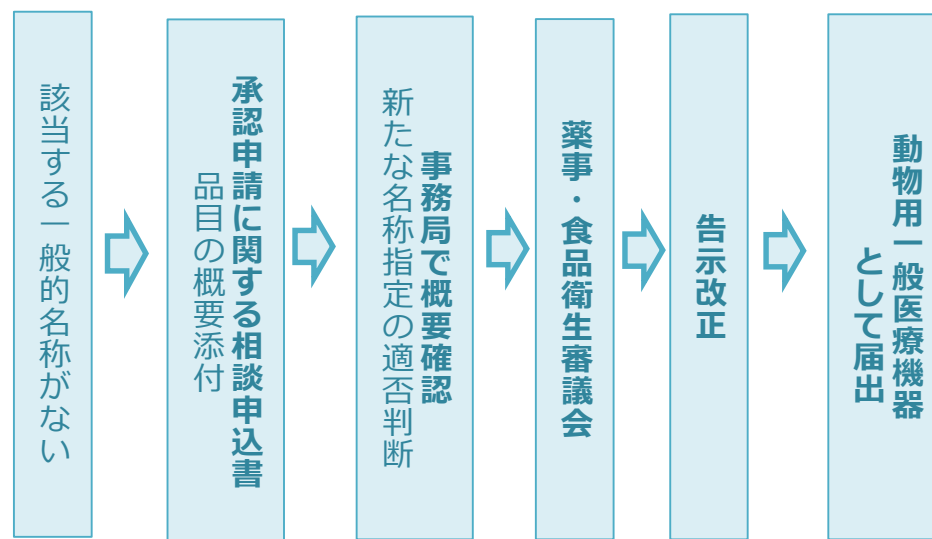 該当する一般的名称がない
承認申請に関する相談申込書
品目の概要添付
事務局で概要確認
新たな名称指定の適否判断
薬事・食品衛生審議会
告示改正
動物用一般医療機器
として届出